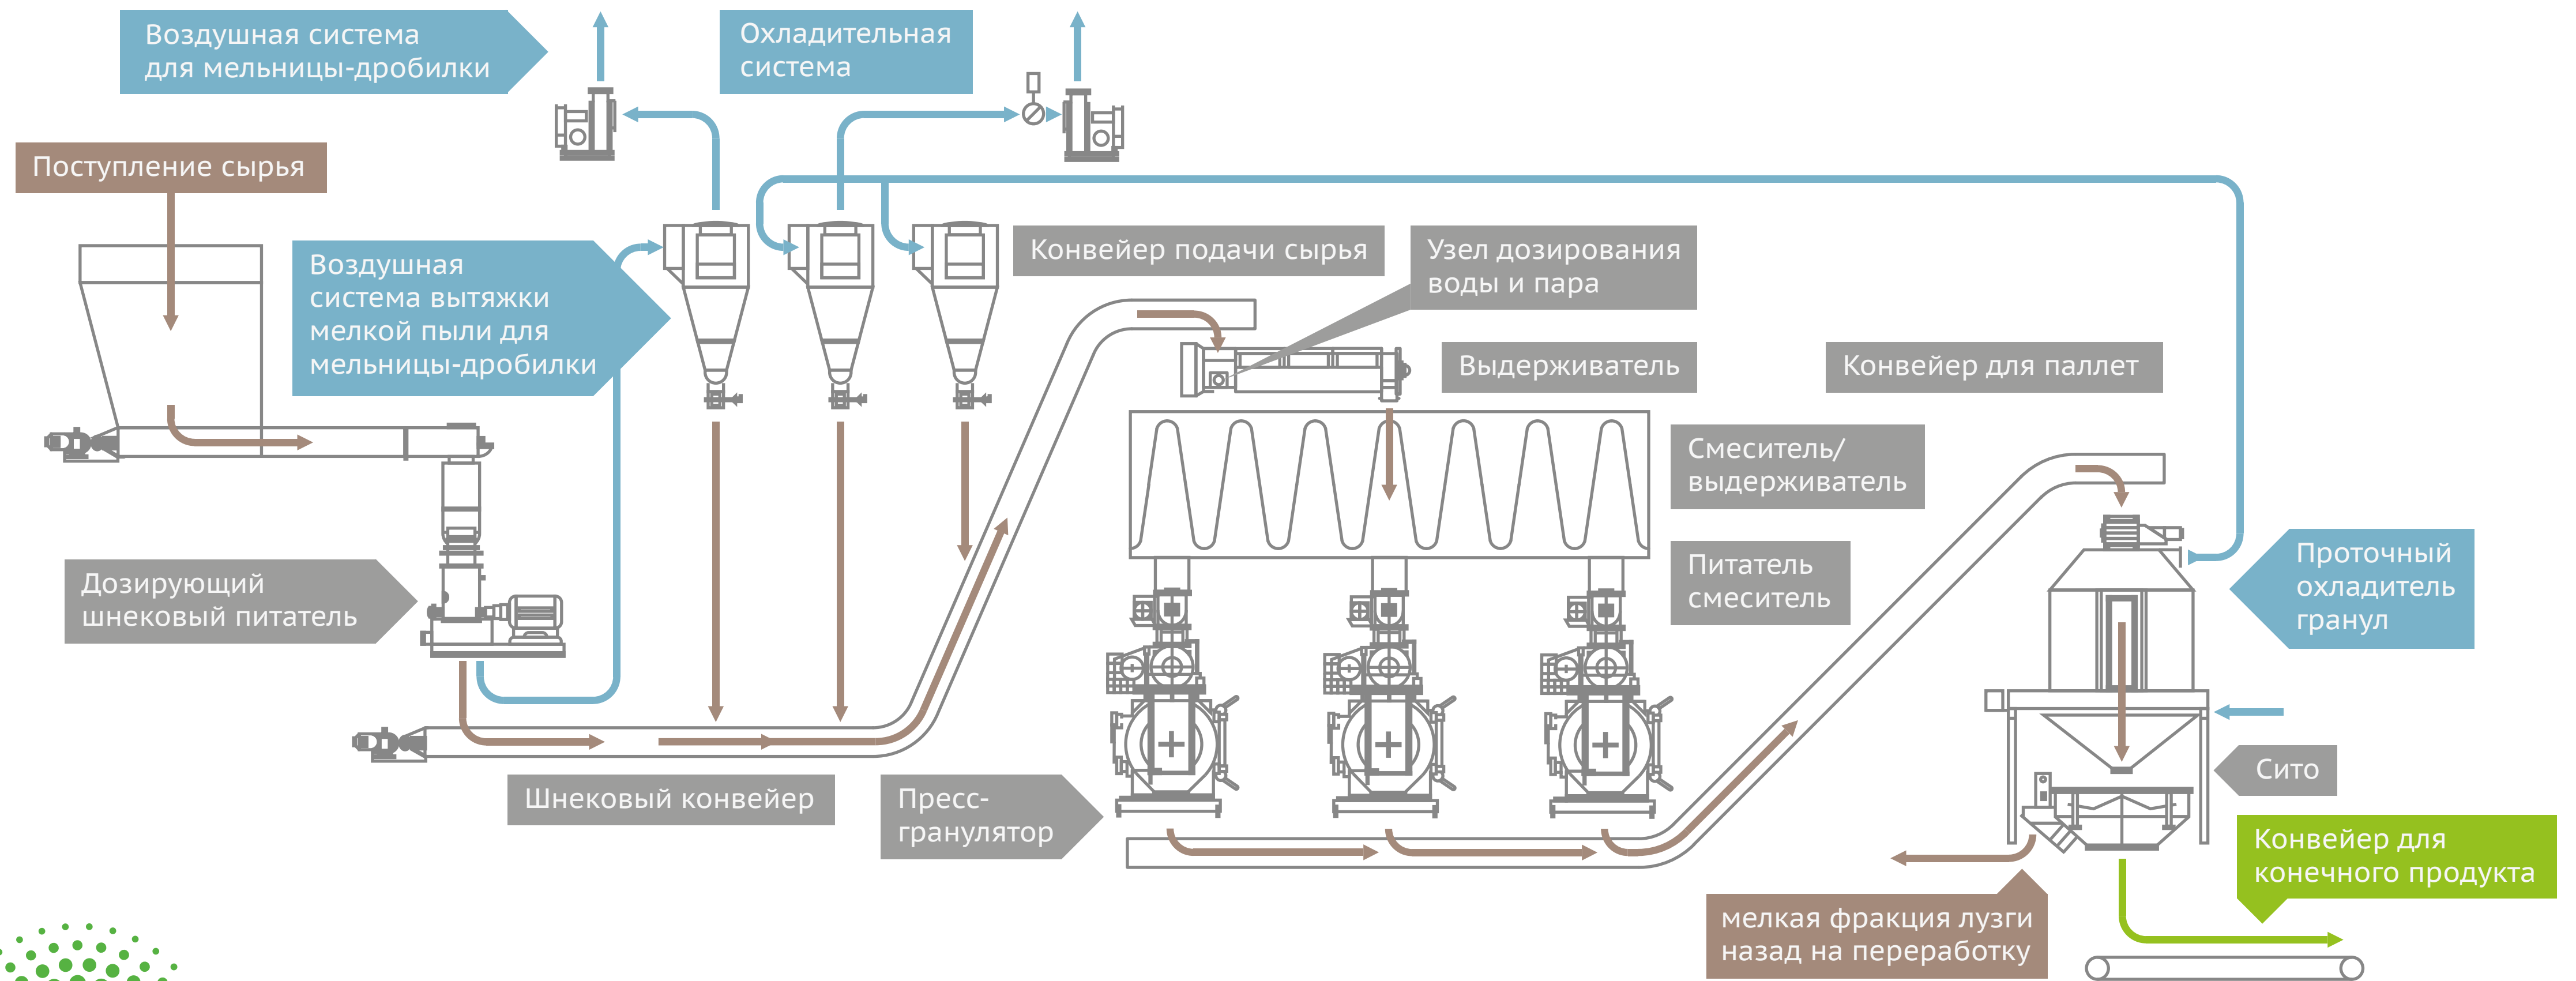 Воздушная система
для мельницы-дробилки
Охладительная
система
Поступление сырья
Воздушная
система вытяжки
мелкой пыли для
мельницы-дробилки
Конвейер подачи сырья
Узел дозирования
воды и пара
Выдерживатель
Конвейер для паллет
Смеситель/
выдерживатель
Питатель
смеситель
Дозирующий
шнековый питатель
Проточный
охладитель
гранул
Шнековый конвейер
Пресс-
гранулятор
Сито
Конвейер для
конечного продукта
мелкая фракция лузги
назад на переработку